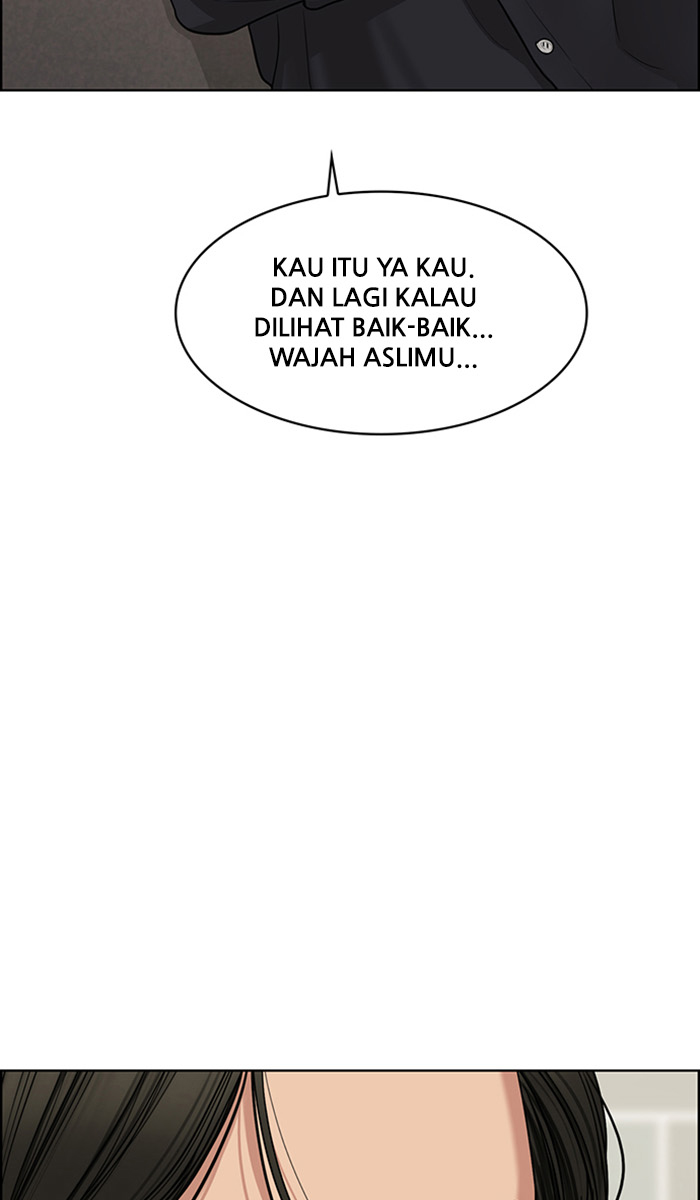 KAU ITU YA KAU.
DAN LAGI KALAU
DILIHAT BAIK-BAIK...
WAJAH ASLIMU...